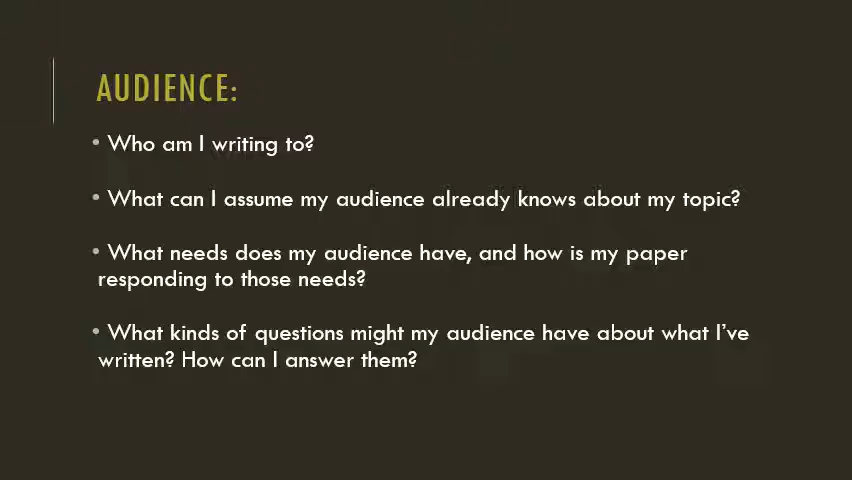 AUDIENCE:
• Who am I writing to?
• What can I assume my audience already knows about my topic?
• What needs does my audience have, and how is my paper
responding to those needs?
• What kinds of questions might my audience have about what I’ve
written? How can I answer them?